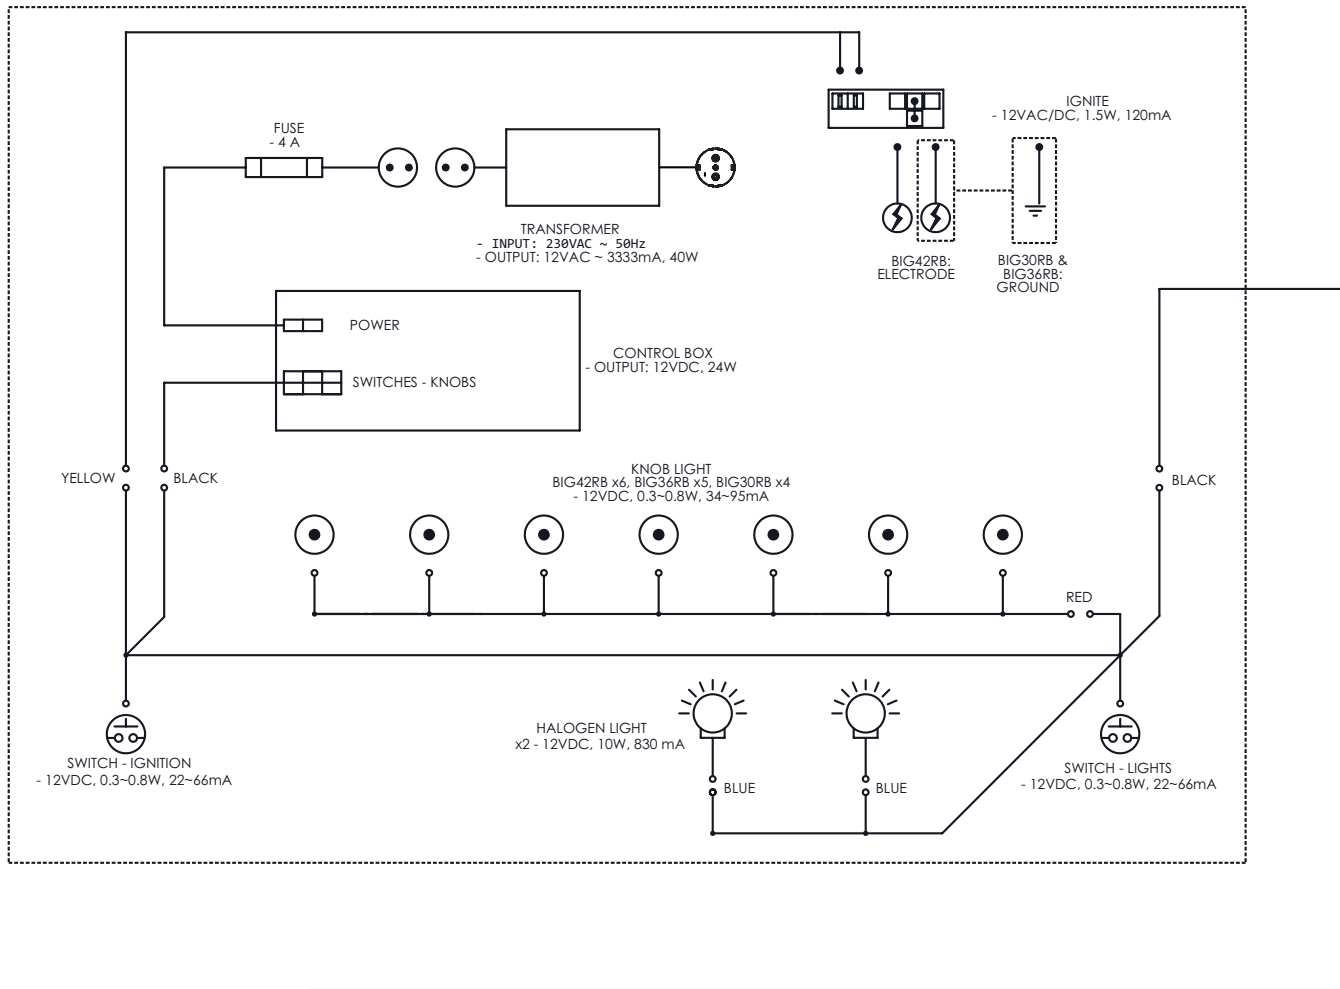 IGNITE
- 12VAC/DC, 1.5W, 120mA
FUSE
- 4 A
TRANSFORMER
- INPUT: 230VAC ~ 50Hz
- OUTPUT: 12VAC ~ 3333mA, 40W
BIG42RB:
ELECTRODE
BIG30RB &
BIG36RB:
GROUND
POWER
CONTROL BOX
- OUTPUT: 12VDC, 24W
SWITCHES - KNOBS
YELLOW
BLACK
KNOB LIGHT
BIG42RB x6, BIG36RB x5, BIG30RB x4
- 12VDC, 0.3~0.8W, 34~95mA
BLACK
RED
HALOGEN LIGHT
x2 - 12VDC, 10W, 830 mA
SWITCH - IGNITION
- 12VDC, 0.3~0.8W, 22~66mA
SWITCH - LIGHTS
- 12VDC, 0.3~0.8W, 22~66mA
BLUE
BLUE